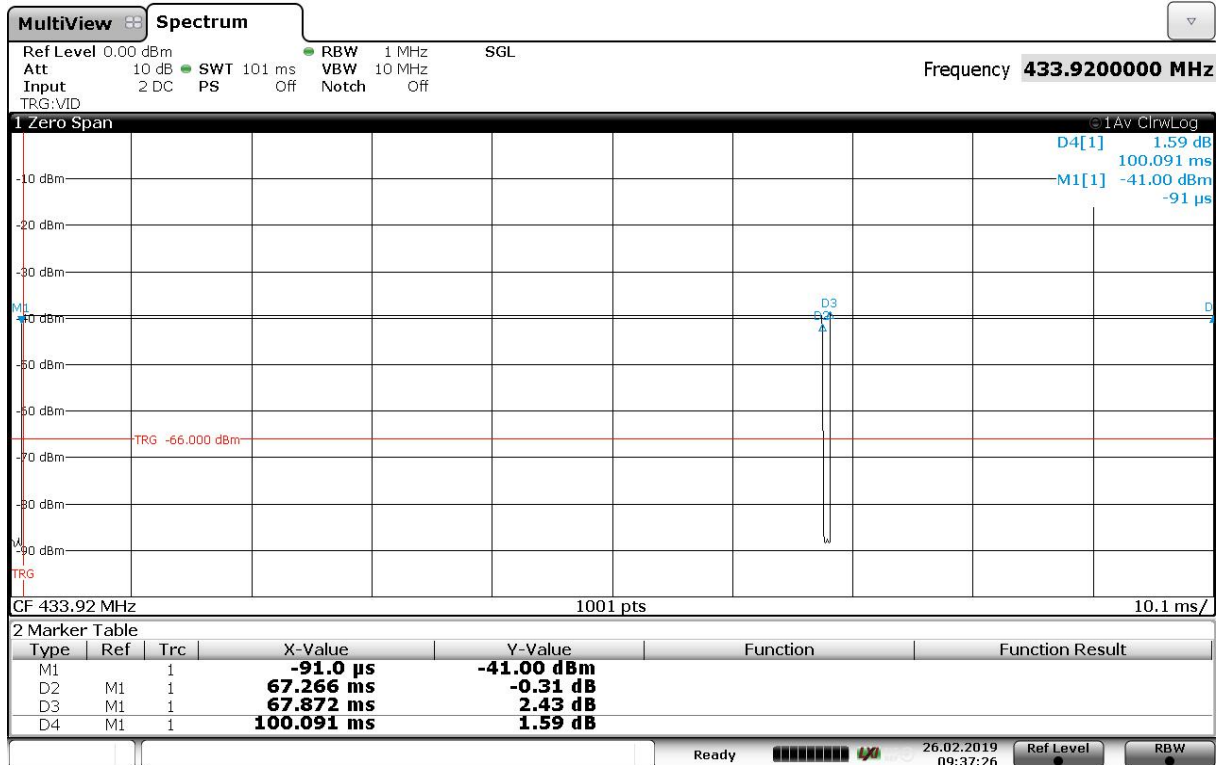 MultiView Spectrum
Ref Level 0.00 dBm RBW 1 MHz SGL
Att 10 dB SWT 101 ms VBW 10 MHz
Input 2 DC PS Off Notch Off
Frequency 433.9200000 MHz
TRG:VID
1 Zero Span 1Av ClrwLog
D4[1] 1.59 dB
100.091 ms
M1[1] -41.00 dBm
-91 µs
-10 dBm
-20 dBm
-30 dBm
M1
D3
D2
D
-40 dBm
-50 dBm
-60 dBm
TRG -66.000 dBm
-70 dBm
-80 dBm
-90 dBm
TRG
CF 433.92 MHz 1001 pts 10.1 ms/
2 Marker Table
Type Ref Trc X-Value Y-Value Function Function Result
M1 1 -91.0 µs -41.00 dBm
D2 M1 1 67.266 ms -0.31 dB
D3 M1 1 67.872 ms 2.43 dB
D4 M1 1 100.091 ms 1.59 dB
Ready 26.02.2019 Ref Level RBW
09:37:26